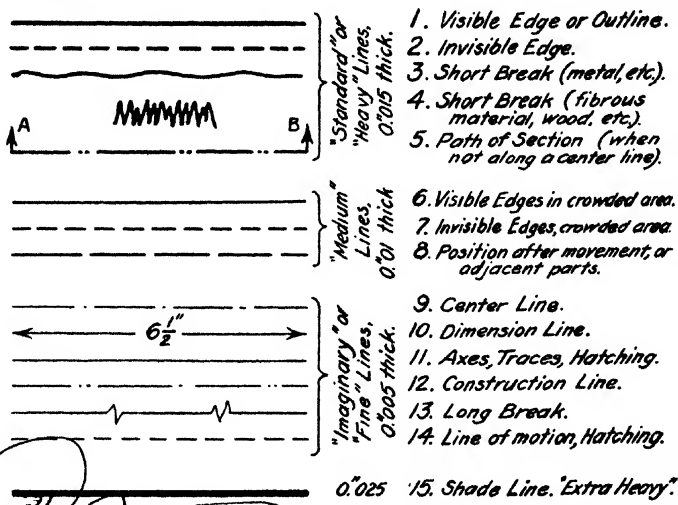 "Standard" or
"Heavy" Lines,
0."015 thick.
1. Visible Edge or Outline.
2. Invisible Edge.
3. Short Break (metal, etc.).
4. Short Break (fibrous
material, wood, etc.).
5. Path of Section (when
not along a center line).
A
B
"Medium"
Lines,
0."01 thick
6. Visible Edges in crowded area.
7. Invisible Edges, crowded area.
8. Position after movement, or
adjacent parts.
6 1/2"
"Imaginary" or
"Fine" Lines,
0."005 thick.
9. Center Line.
10. Dimension Line.
11. Axes, Traces, Hatching.
12. Construction Line.
13. Long Break.
14. Line of motion, Hatching.
0."025 15. Shade Line. "Extra Heavy".